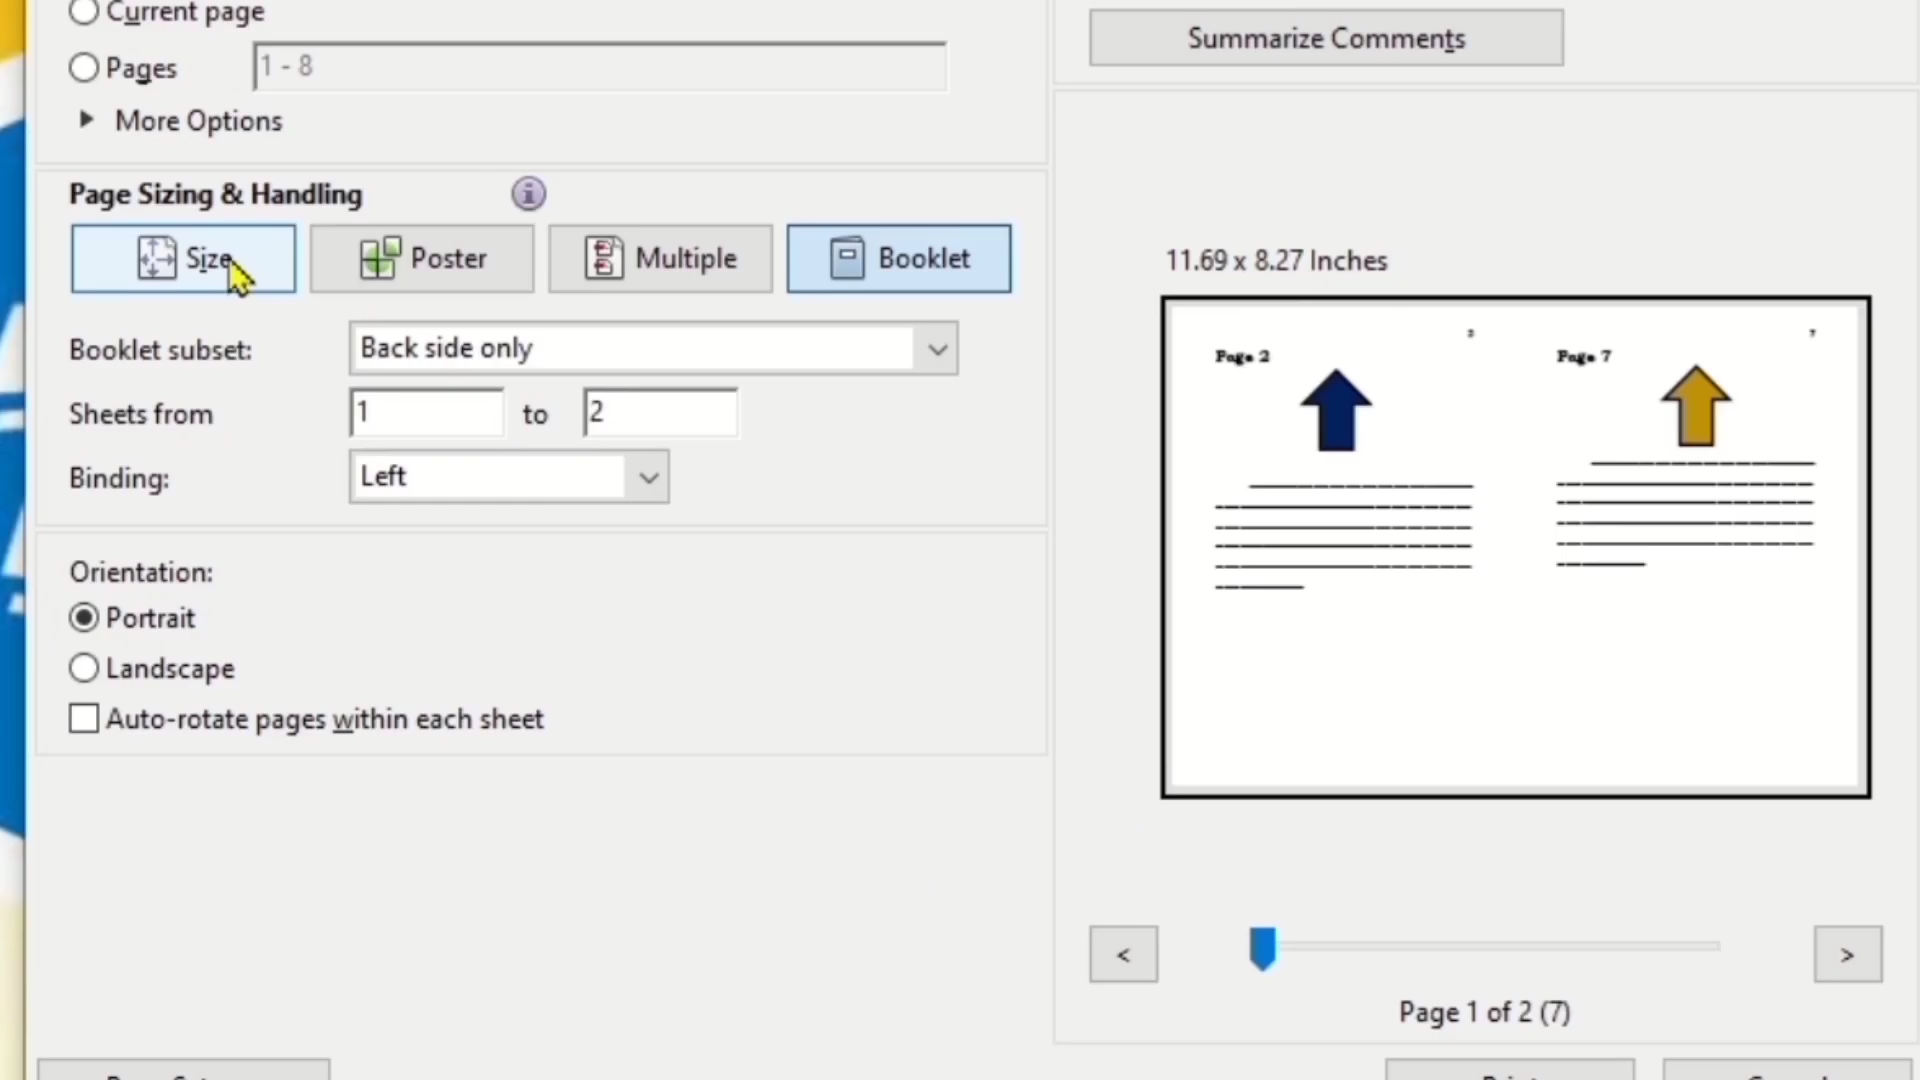 Current page
Pages 1 - 8
More Options
Summarize Comments
Page Sizing & Handling
Size Poster Multiple Booklet
Booklet subset: Back side only
Sheets from 1 to 2
Binding: Left
Orientation:
Portrait
Landscape
Auto-rotate pages within each sheet
11.69 x 8.27 Inches
7
Page 2 Page 7
< >
Page 1 of 2 (7)